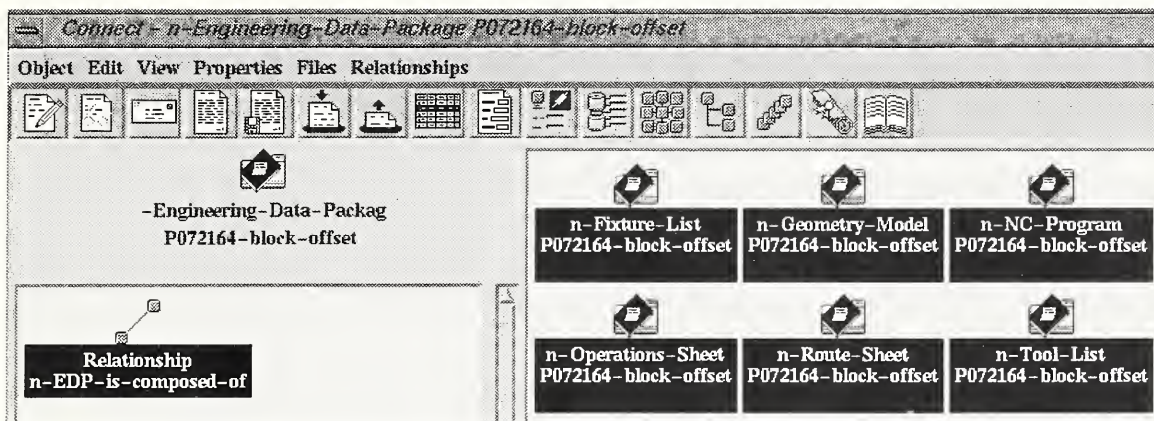 Connect - n-Engineering-Data-Package P072164-block-offset
Object Edit View Properties Files Relationships
-Engineering-Data-Packag
P072164-block-offset
Relationship
n-EDP-is-composed-of
n-Fixture-List
P072164-block-offset
n-Geometry-Model
P072164-block-offset
n-NC-Program
P072164-block-offset
n-Operations-Sheet
P072164-block-offset
n-Route-Sheet
P072164-block-offset
n-Tool-List
P072164-block-offset